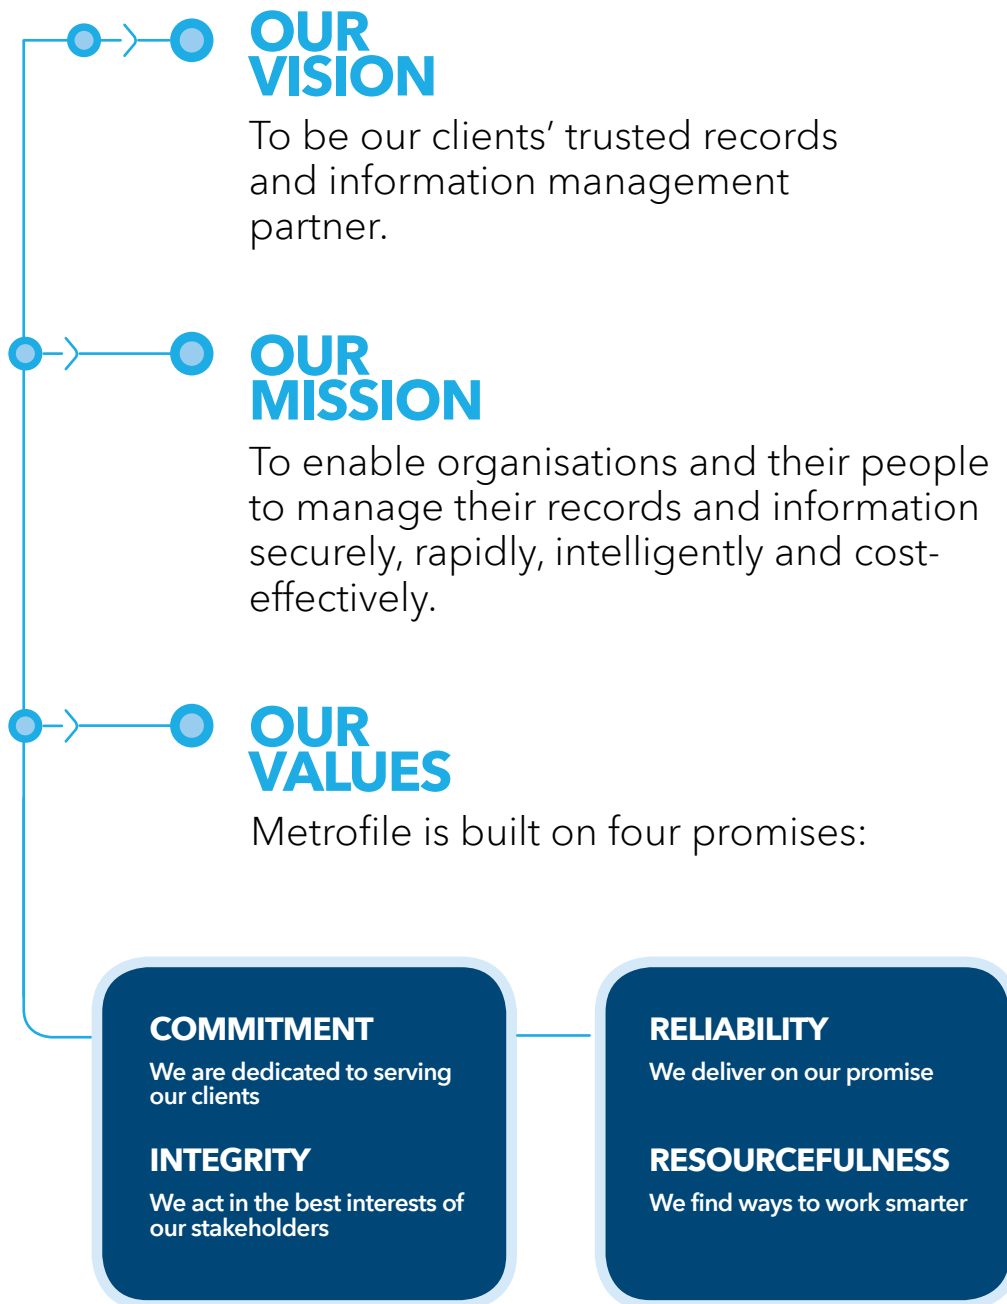 OUR
VISION
To be our clients’ trusted records
and information management
partner.
OUR
MISSION
To enable organisations and their people
to manage their records and information
securely, rapidly, intelligently and cost-
effectively.
OUR
VALUES
Metrofile is built on four promises:
COMMITMENT
We are dedicated to serving
our clients
INTEGRITY
We act in the best interests of
our stakeholders
RELIABILITY
We deliver on our promise
RESOURCEFULNESS
We find ways to work smarter